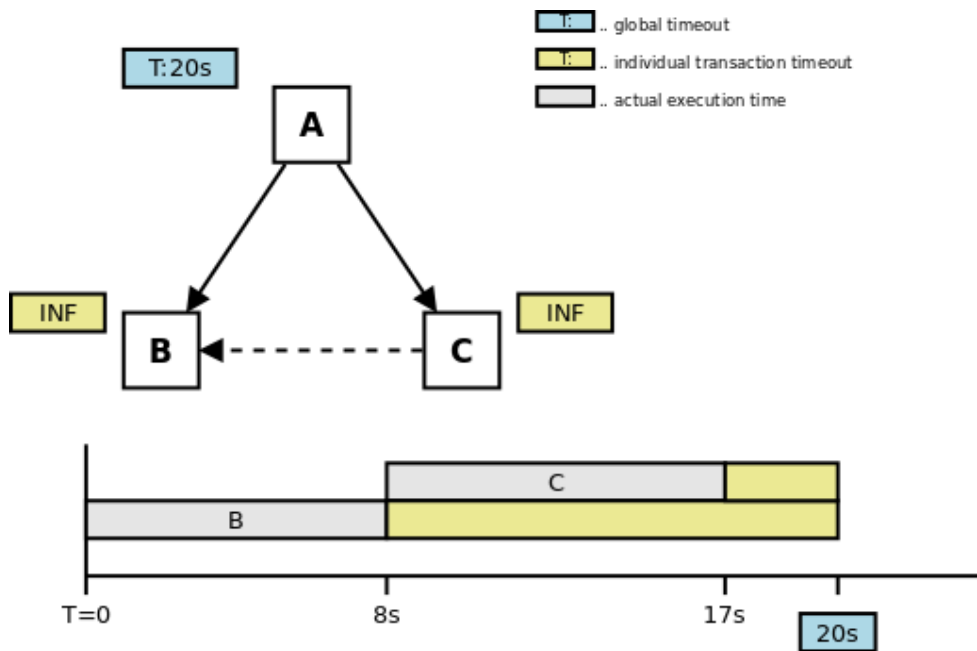 T:
.. global timeout
T:20s
T:
.. individual transaction timeout
.. actual execution time
A
INF
INF
B
C
C
B
T=0
8s
17s
20s